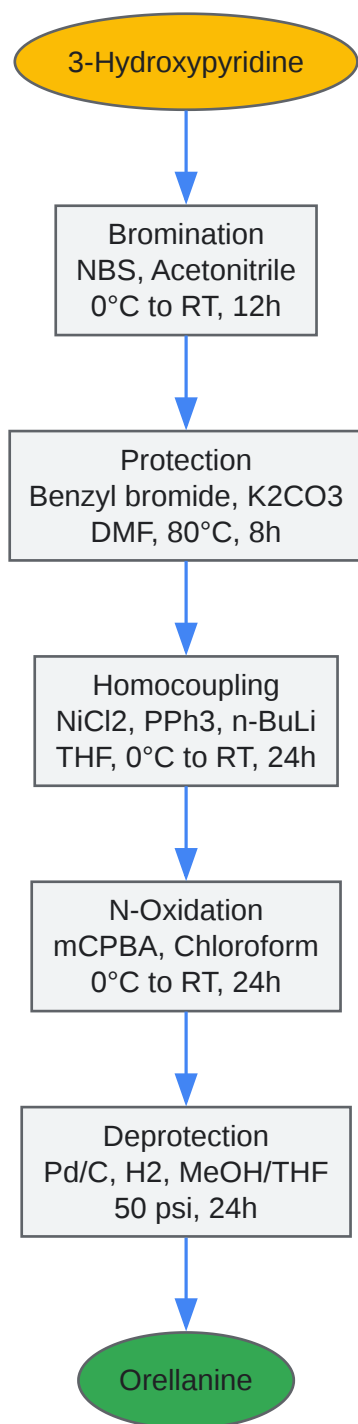 3-Hydroxypyridine
Bromination
NBS, Acetonitrile
0°C to RT, 12h
Protection
Benzyl bromide, K2CO3
DMF, 80°C, 8h
Homocoupling
NiCl2, PPh3, n-BuLi
THF, 0°C to RT, 24h
N-Oxidation
mCPBA, Chloroform
0°C to RT, 24h
Deprotection
Pd/C, H2, MeOH/THF
50 psi, 24h
Orellanine